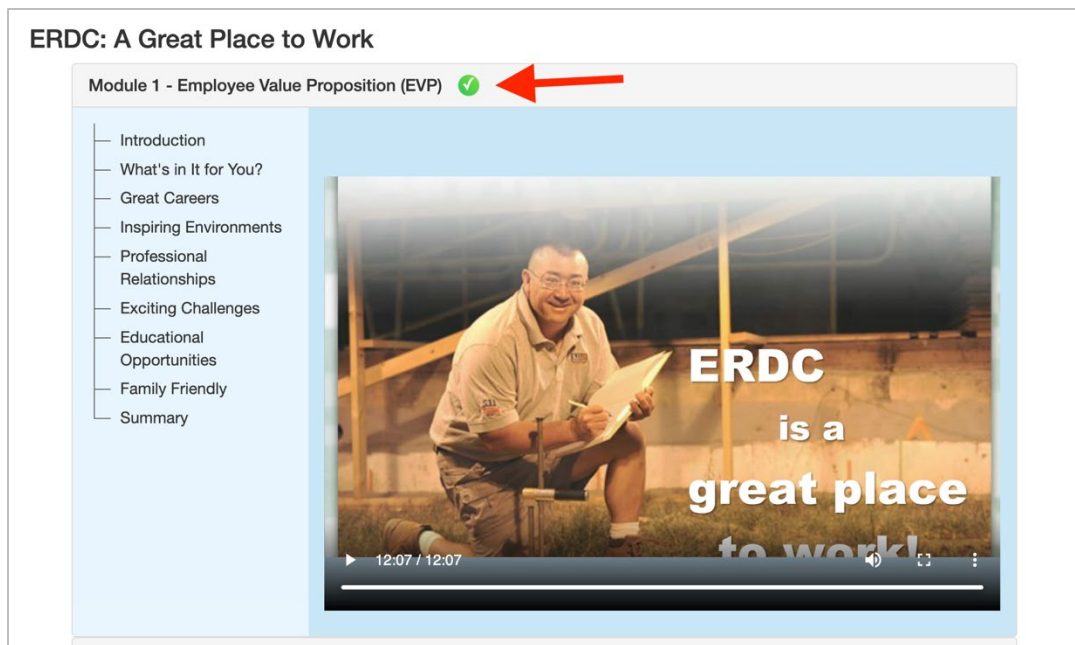 ERDC: A Great Place to Work
Module 1 - Employee Value Proposition (EVP)
Introduction
What's in It for You?
Great Careers
Inspiring Environments
Professional
Relationships
Exciting Challenges
Educational
Opportunities
Family Friendly
Summary
ERDC
is a
great place
to work!
12:07 / 12:07